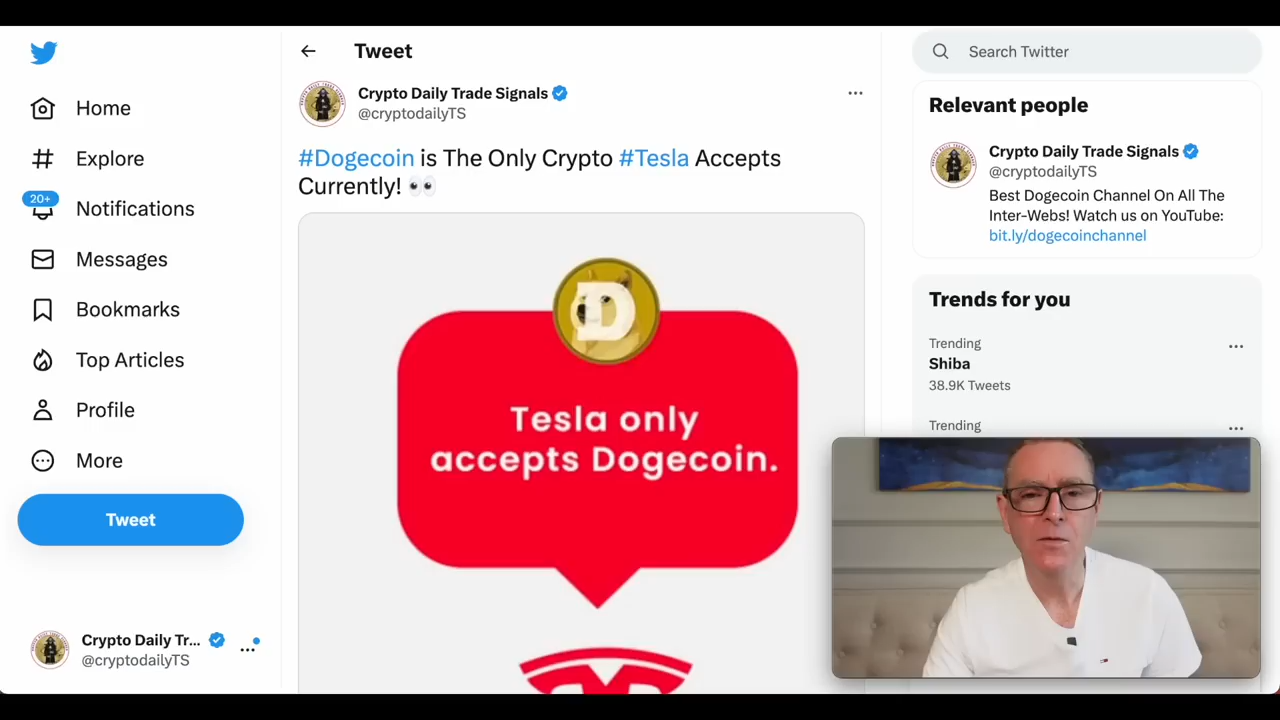 Home
Explore
20+
Notifications
Messages
Bookmarks
Top Articles
Profile
More
Tweet
Crypto Daily Tr...
@cryptodailyTS
Tweet
Crypto Daily Trade Signals
@cryptodailyTS
#Dogecoin is The Only Crypto #Tesla Accepts
Currently! 👀
D
Tesla only
accepts Dogecoin.
Search Twitter
Relevant people
Crypto Daily Trade Signals
@cryptodailyTS
Best Dogecoin Channel On All The
Inter-Webs! Watch us on YouTube:
bit.ly/dogecoinchannel
Trends for you
Trending
Shiba
38.9K Tweets
Trending